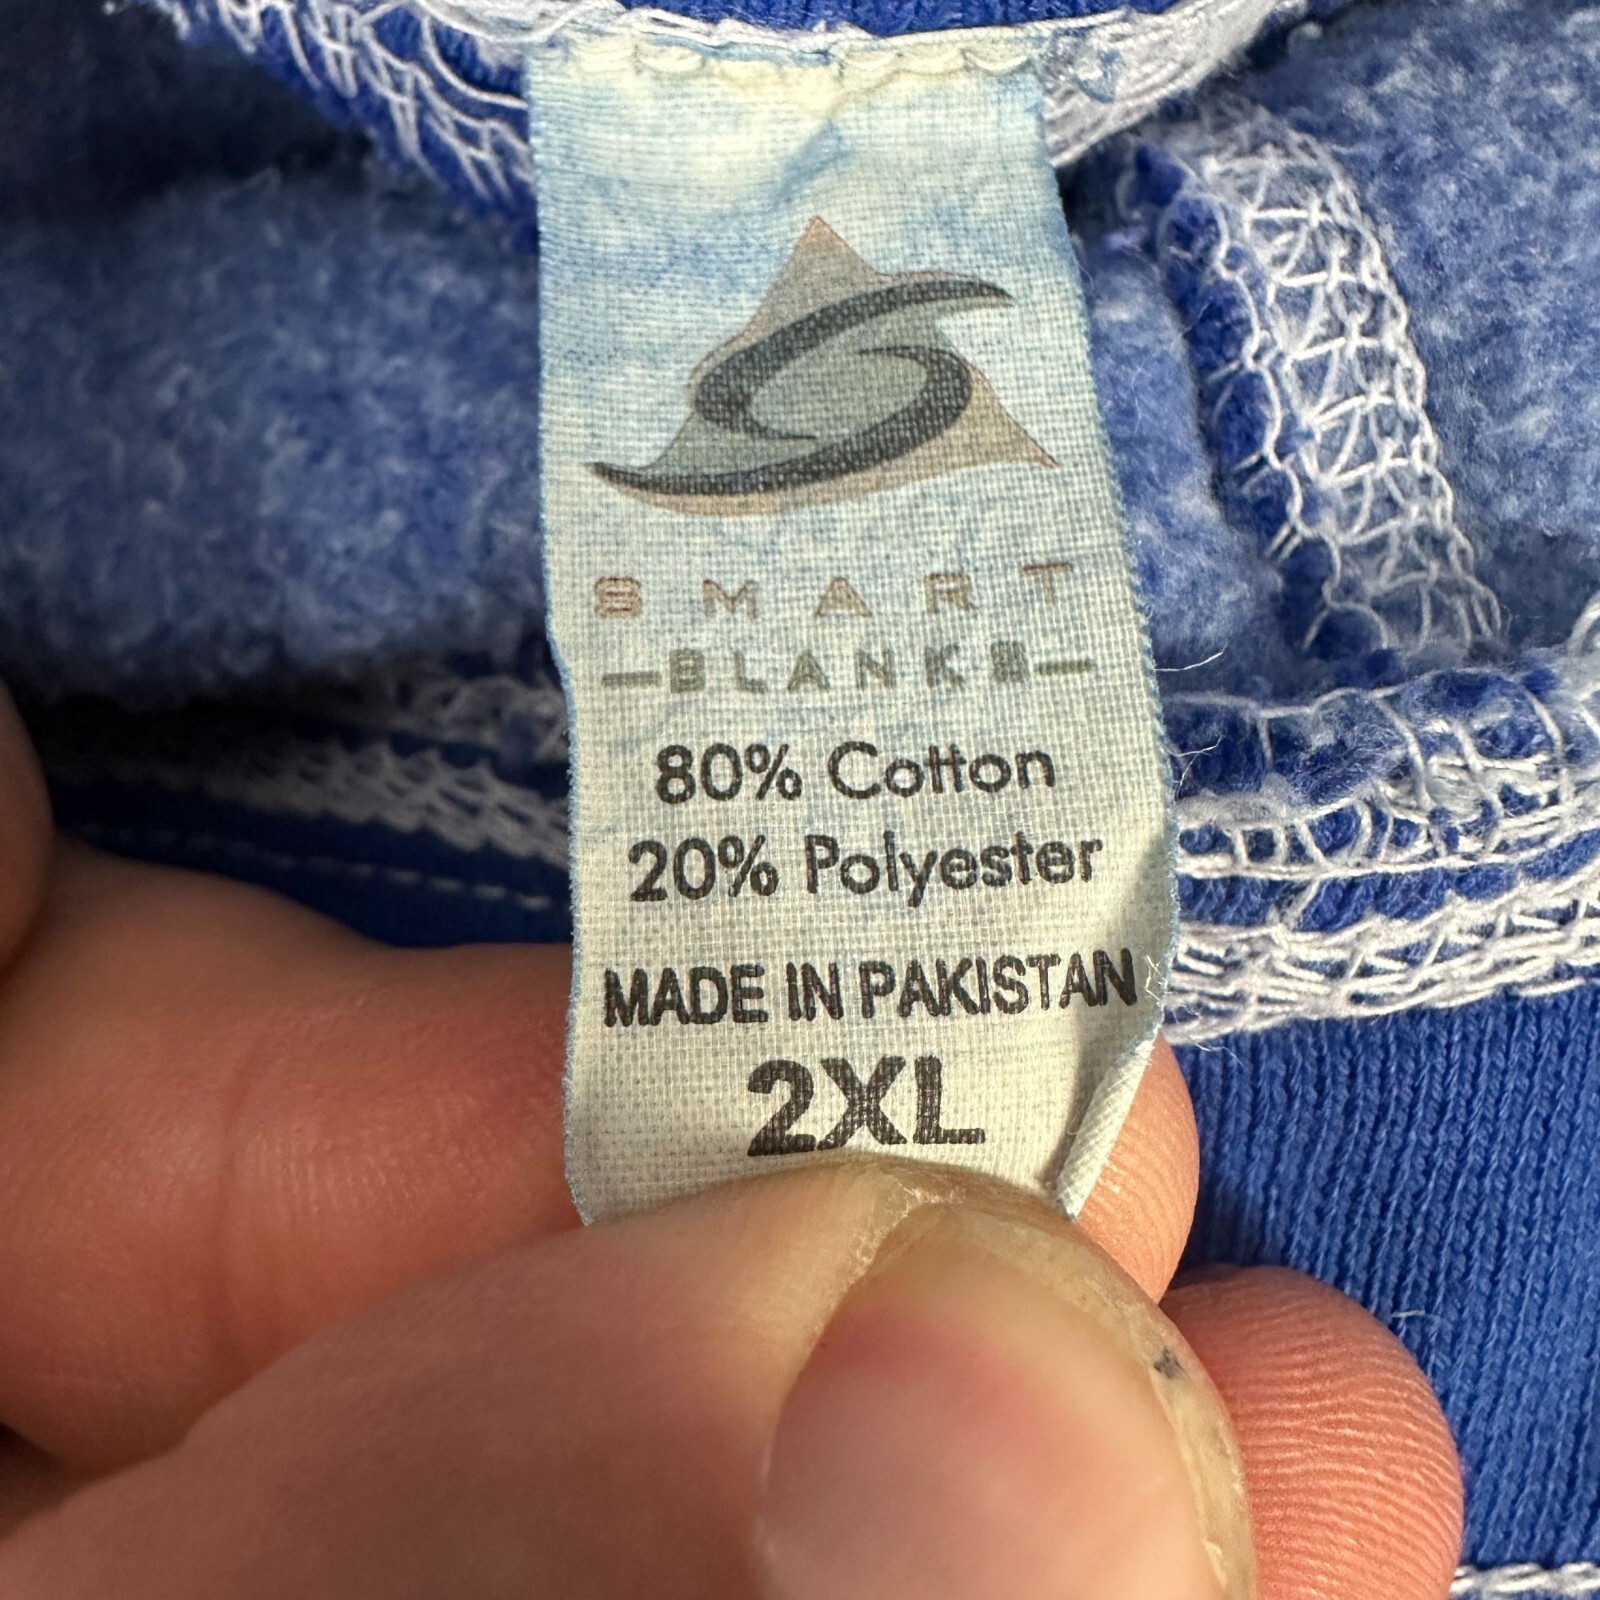 SMART
—BLANKS—
80% Cotton
20% Polyester
MADE IN PAKISTAN
2XL